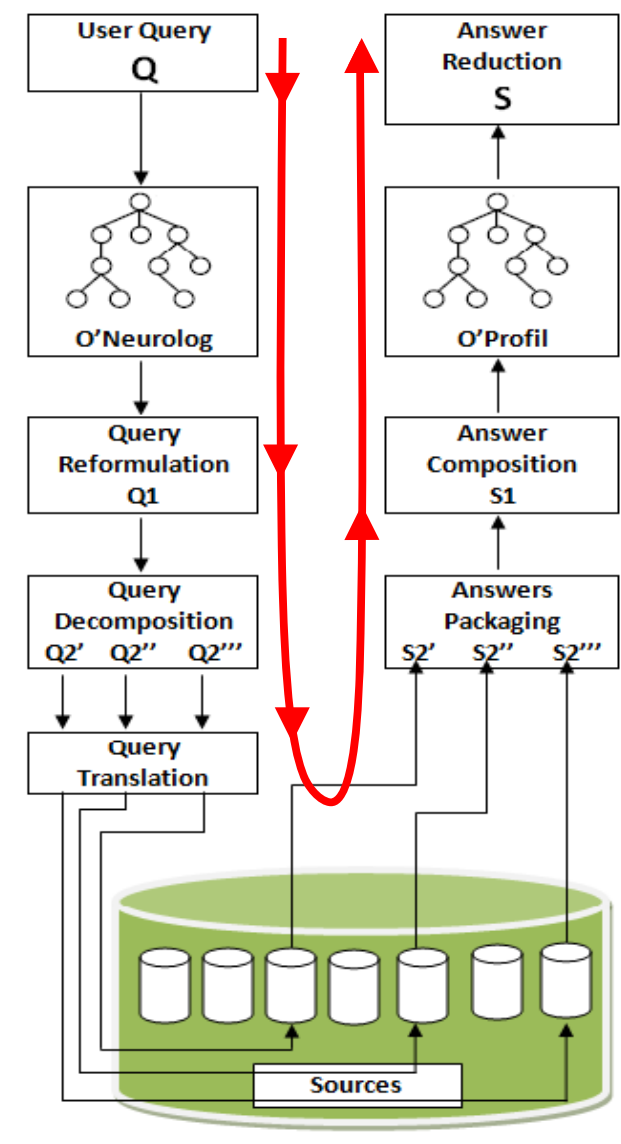 User Query
Q
O'Neurolog
Query
Reformulation
Q1
Query
Decomposition
Q2' Q2'' Q2'''
Query
Translation
Answer
Reduction
S
O'Profil
Answer
Composition
S1
Answers
Packaging
S2' S2'' S2'''
Sources